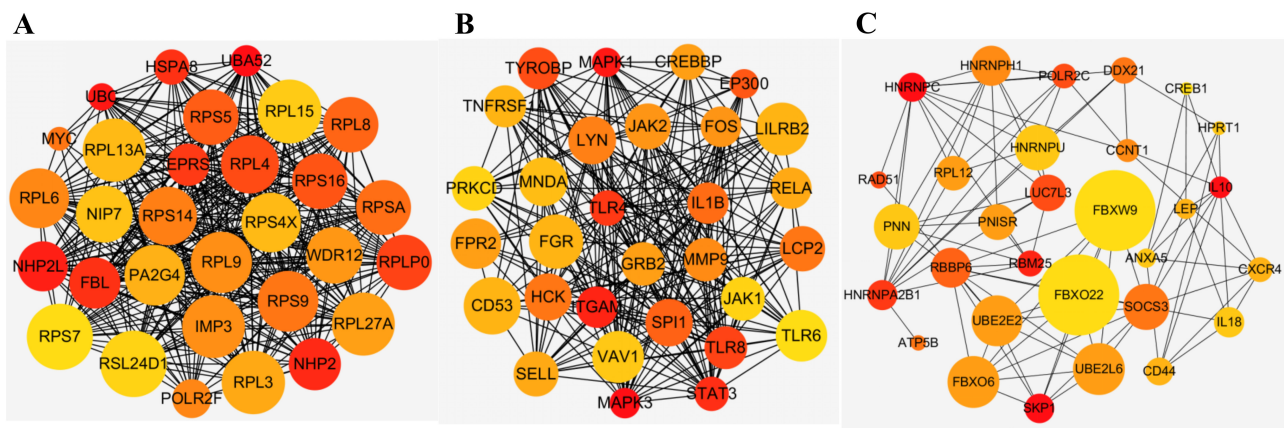 A
B
C
HSPA8
UBA52
UBC
RPL15
RPS5
RPL8
MYC
RPL13A
EPRS
RPL4
RPS16
RPL6
NIP7
RPS14
RPS4X
RPSA
NHP2L1
FBL
PA2G4
RPL9
WDR12
RPLP0
RPS7
IMP3
RPS9
RPL27A
RSL24D1
RPL3
NHP2
POLR2F
MAPK1
TYROBP
CREBBP
EP300
LYN
JAK2
FOS
LILRB2
PRKCD
MNDA
TLR4
IL1B
RELA
FPR2
FGR
GRB2
MMP9
LCP2
CD53
HCK
ITGAM
SPI1
JAK1
TLR6
VAV1
TLR8
SELL
MAPK3
STAT3
HNRNPH1
POLR2C
DDX21
HNRNPC
CREB1
HPRT1
HNRNPU
CCNT1
RAD51
RPL12
LUC7L3
IL10
PNN
PNISR
FBXW9
LEP
RBBP6
RBM25
ANXA5
CXCR4
HNRNPA2B1
FBXO22
SOCS3
UBE2E2
IL18
ATP5B
FBXO6
UBE2L6
CD44
SKP1